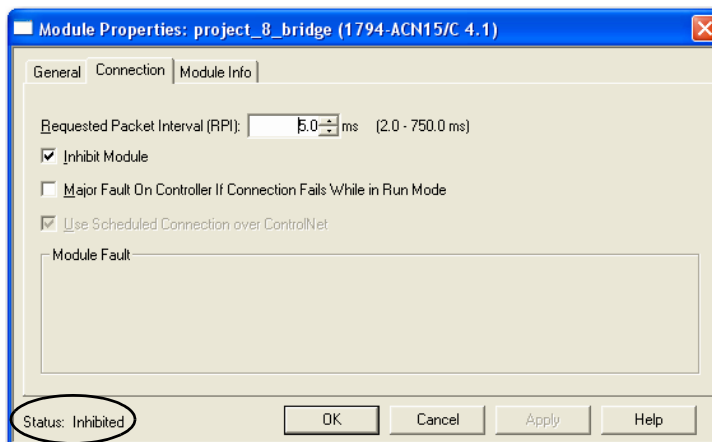 Module Properties: project_8_bridge (1794-ACN15/C 4.1)
General Connection Module Info
Requested Packet Interval (RPI): 5.0 ms (2.0 - 750.0 ms)
Inhibit Module
Major Fault On Controller If Connection Fails While in Run Mode
Use Scheduled Connection over ControlNet
Module Fault
Status: Inhibited OK Cancel Apply Help